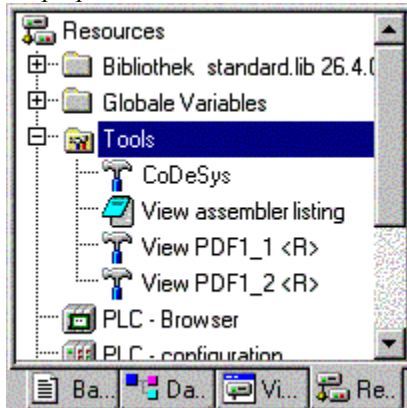 Resources
Bibliothek standard.lib 26.4.(
Globale Variables
Tools
CoDeSys
View assembler listing
View PDF1_1 <R>
View PDF1_2 <R>
PLC - Browser
PLC - configuration
Ba... Da.. Vi... Re..